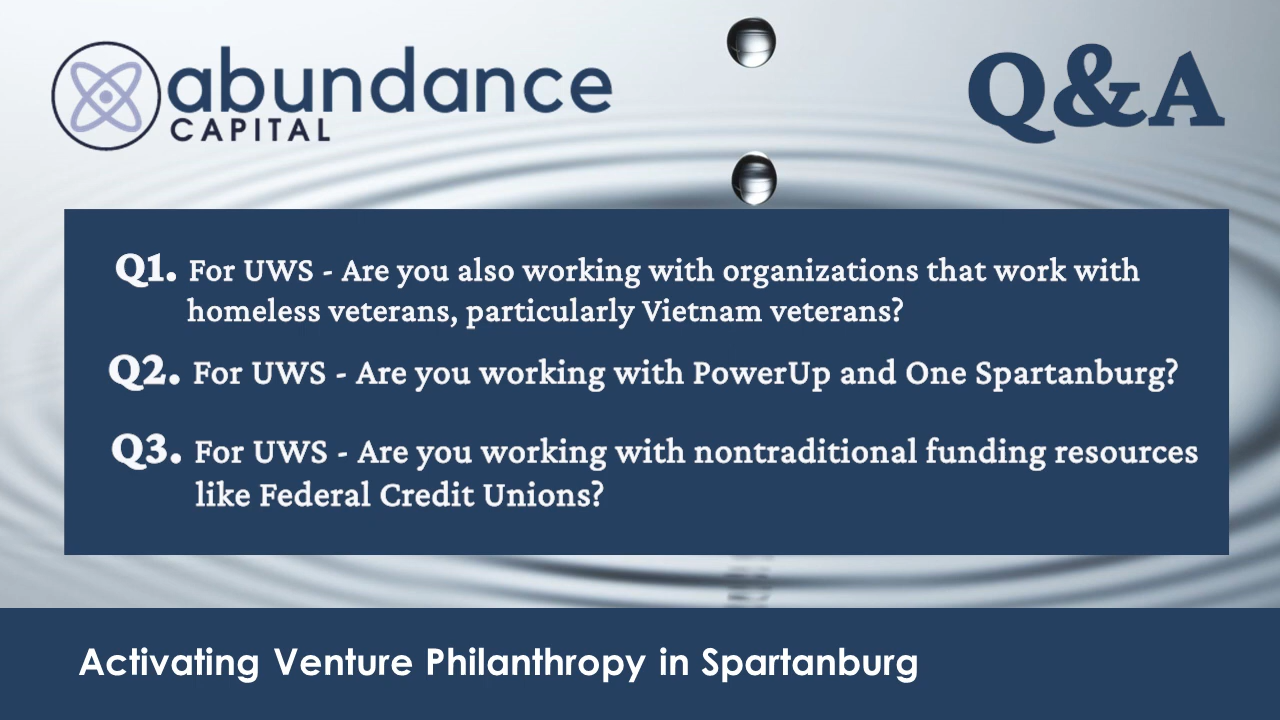 abundance
CAPITAL
Q&A
Q1. For UWS - Are you also working with organizations that work with
homeless veterans, particularly Vietnam veterans?
Q2. For UWS - Are you working with PowerUp and One Spartanburg?
Q3. For UWS - Are you working with nontraditional funding resources
like Federal Credit Unions?
Activating Venture Philanthropy in Spartanburg